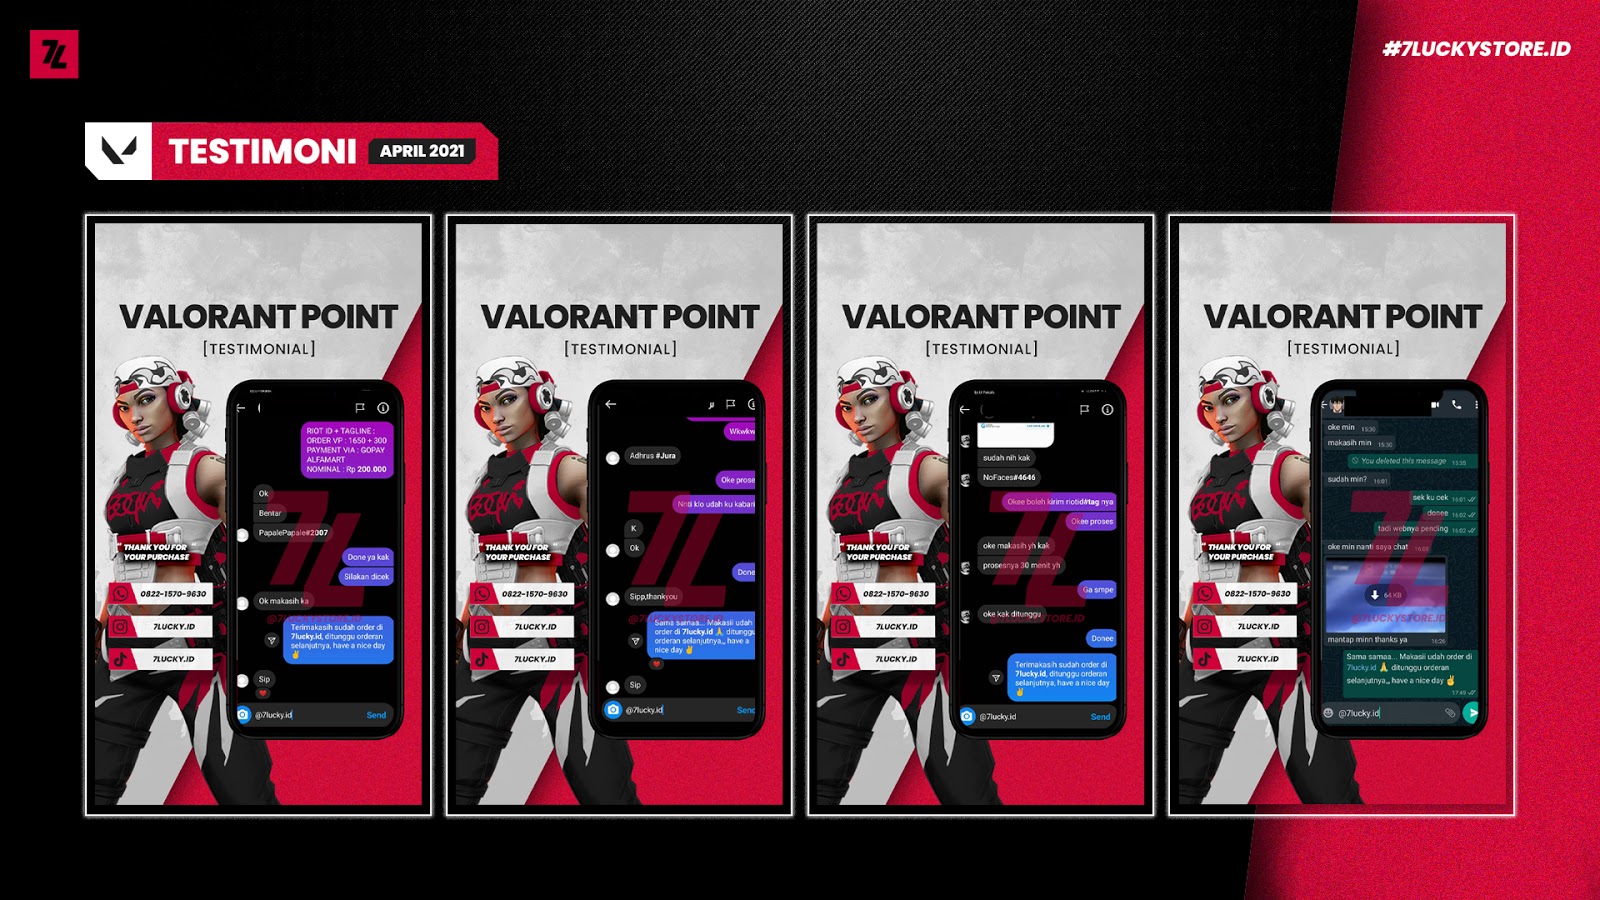 7L
#7LUCKYSTORE.ID
TESTIMONI
APRIL 2021
VALORANT POINT
[TESTIMONIAL]
RIOT ID + TAGLINE :
ORDER VP : 1650 + 300
PAYMENT VIA : GOPAY
ALFAMART
NOMINAL : Rp 200.000
Ok
Bentar
PapalePapale#2007
Done ya kak
Silakan dicek
Ok makasih ka
Terimakasih sudah order di
7lucky.id, ditunggu orderan
selanjutnya, have a nice day
✌
Sip
@7lucky.id
Send
7L
@7LUCKYSTORE.ID
THANK YOU FOR
YOUR PURCHASE
0822-1570-9630
7LUCKY.ID
7LUCKY.ID
VALORANT POINT
[TESTIMONIAL]
Wkwkw
Adhrus #Jura
Oke prose
Nnti klo udah ku kabari
K
Ok
Done
Sipp,thankyou
Sama samaa... Makasii udah
order di 7lucky.id 🙏 ditunggu
orderan selanjutnya,, have a
nice day ✌
Sip
@7lucky.id
Send
7L
THANK YOU FOR
YOUR PURCHASE
0822-1570-9630
7LUCKY.ID
7LUCKY.ID
VALORANT POINT
[TESTIMONIAL]
sudah nih kak
NoFaces#4646
Okee boleh kirim riotid#tag nya
Okee proses
oke makasih yh kak
prosesnya 30 menit yh
Ga smpe
oke kak ditunggu
Donee
Terimakasih sudah order di
7lucky.id, ditunggu orderan
selanjutnya, have a nice day
✌
@7lucky.id
Send
7L
THANK YOU FOR
YOUR PURCHASE
0822-1570-9630
7LUCKY.ID
7LUCKY.ID
VALORANT POINT
[TESTIMONIAL]
oke min 15:30
makasih min 15:30
You deleted this message 15:35
sudah min? 16:01
sek ku cek 16:01
donee 16:02
tadi webnya pending 16:02
oke min nanti saya chat
64 KB
mantap minn thanks ya 16:26
Sama samaa... Makasii udah order di
7lucky.id 🙏 ditunggu orderan
selanjutnya,, have a nice day ✌
17:49
@7lucky.id
7L
@7LUCKYSTORE.ID
THANK YOU FOR
YOUR PURCHASE
0822-1570-9630
7LUCKY.ID
7LUCKY.ID